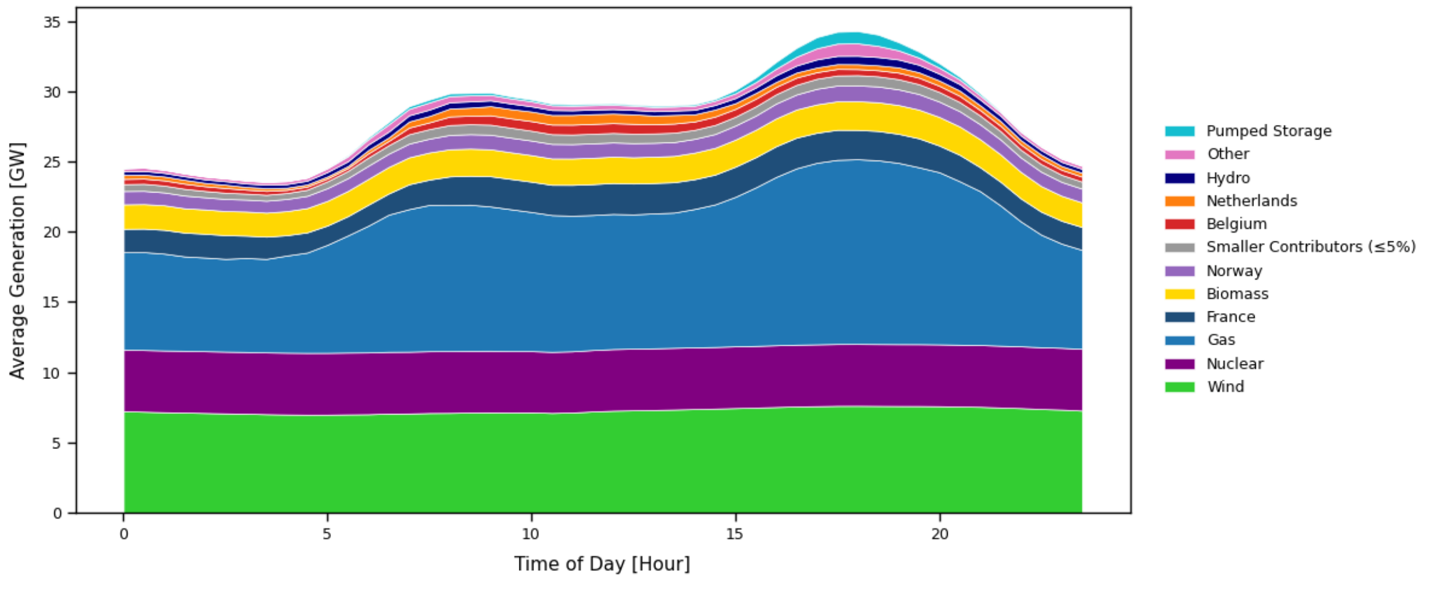 35
30
25
20
15
10
5
0
Average Generation [GW]
0 5 10 15 20
Time of Day [Hour]
Pumped Storage
Other
Hydro
Netherlands
Belgium
Smaller Contributors (≤5%)
Norway
Biomass
France
Gas
Nuclear
Wind